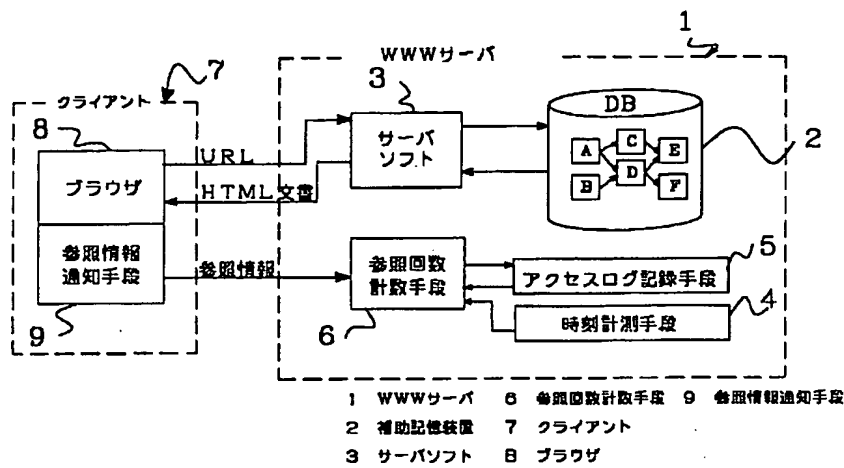 1
WWWサーバ
7
クライアント
3
8
サーバ
ソフト
DB
A
B
C
D
E
F
2
URL
ブラウザ
HTML文書
参照情報
通知手段
参照情報
参照回数
計数手段
5
アクセスログ記録手段
4
時刻計測手段
9
6
1 WWWサーバ 6 参照回数計数手段 9 参照情報通知手段
2 補助記憶装置 7 クライアント
3 サーバソフト 8 ブラウザ